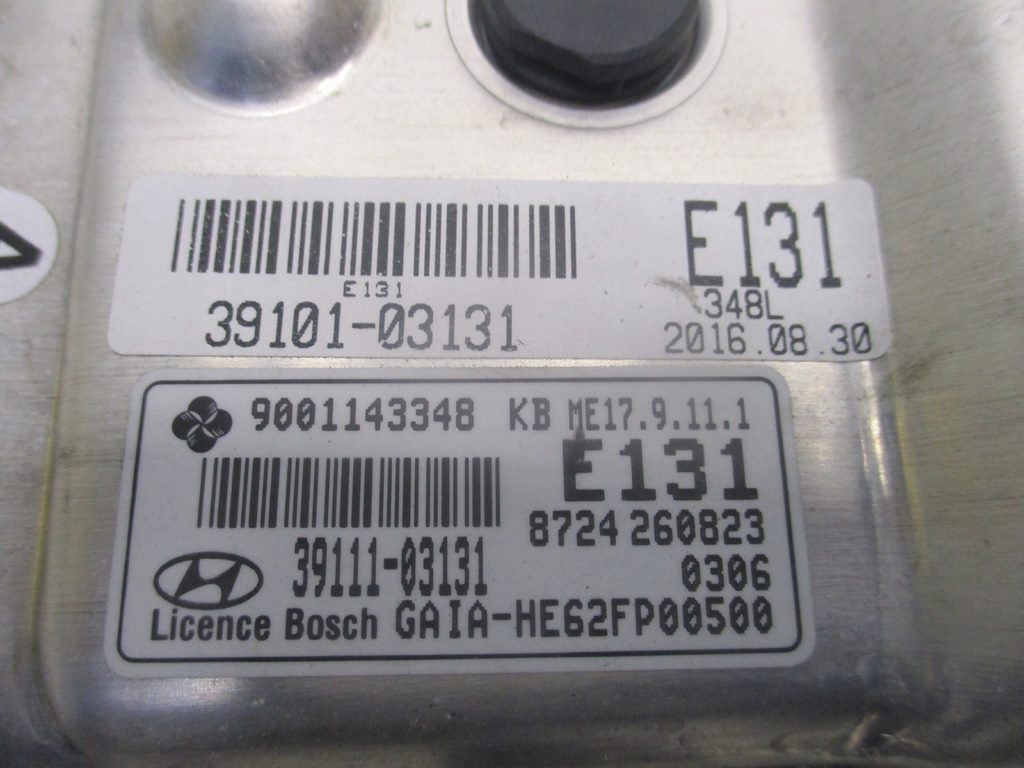 E131
E131
39101-03131
348L
2016.08.30
9001143348 KB ME17.9.11.1
E131
8724 260823
39111-03131
0306
Licence Bosch GAIA-HE62FP00500